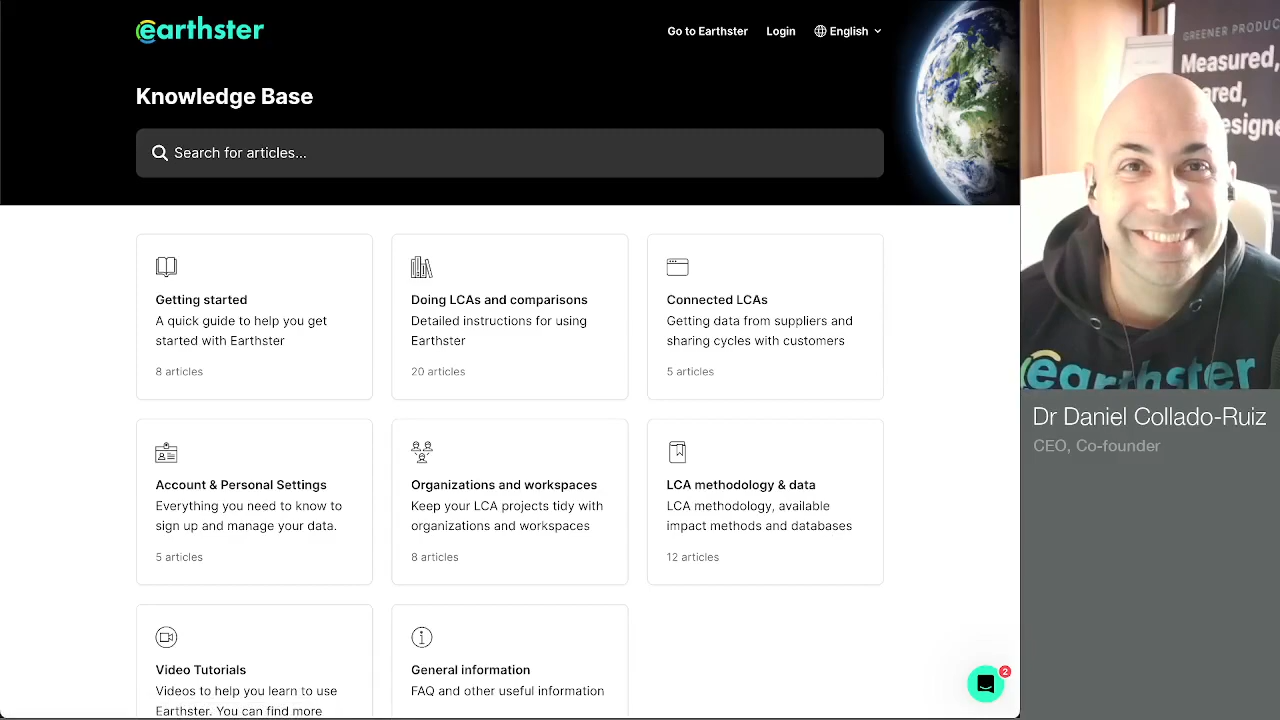 earthster
Go to Earthster
Login
English
Knowledge Base
Search for articles...
Getting started
A quick guide to help you get
started with Earthster
8 articles
Doing LCAs and comparisons
Detailed instructions for using
Earthster
20 articles
Connected LCAs
Getting data from suppliers and
sharing cycles with customers
5 articles
Account & Personal Settings
Everything you need to know to
sign up and manage your data.
5 articles
Organizations and workspaces
Keep your LCA projects tidy with
organizations and workspaces
8 articles
LCA methodology & data
LCA methodology, available
impact methods and databases
12 articles
Video Tutorials
Videos to help you learn to use
Earthster. You can find more
General information
FAQ and other useful information
2
GREENER PRODUC
Measured,
earthster
Dr Daniel Collado-Ruiz
CEO, Co-founder